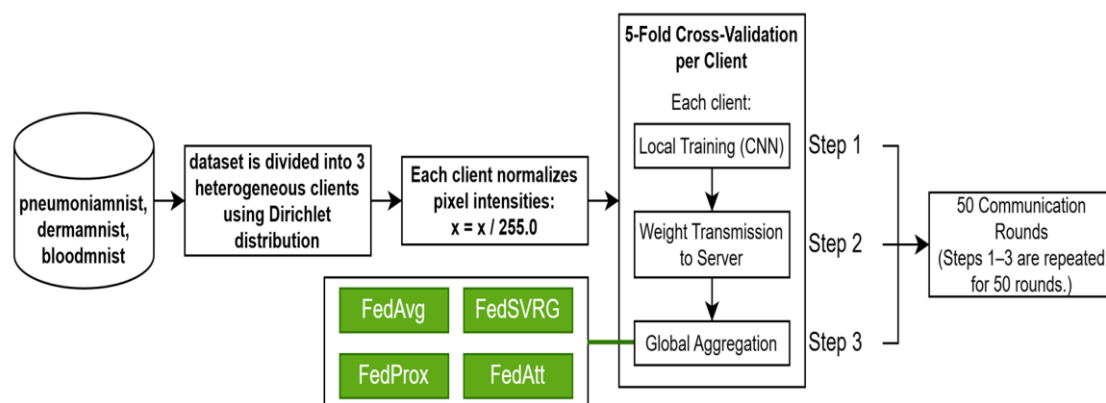 pneumoniamnist,
dermamnist,
bloodmnist
dataset is divided into 3
heterogeneous clients
using Dirichlet
distribution
Each client normalizes
pixel intensities:
x = x / 255.0
5-Fold Cross-Validation
per Client
Each client:
Local Training (CNN)
Step 1
Weight Transmission
to Server
Step 2
Global Aggregation
Step 3
FedAvg
FedSVRG
FedProx
FedAtt
50 Communication
Rounds
(Steps 1–3 are repeated
for 50 rounds.)